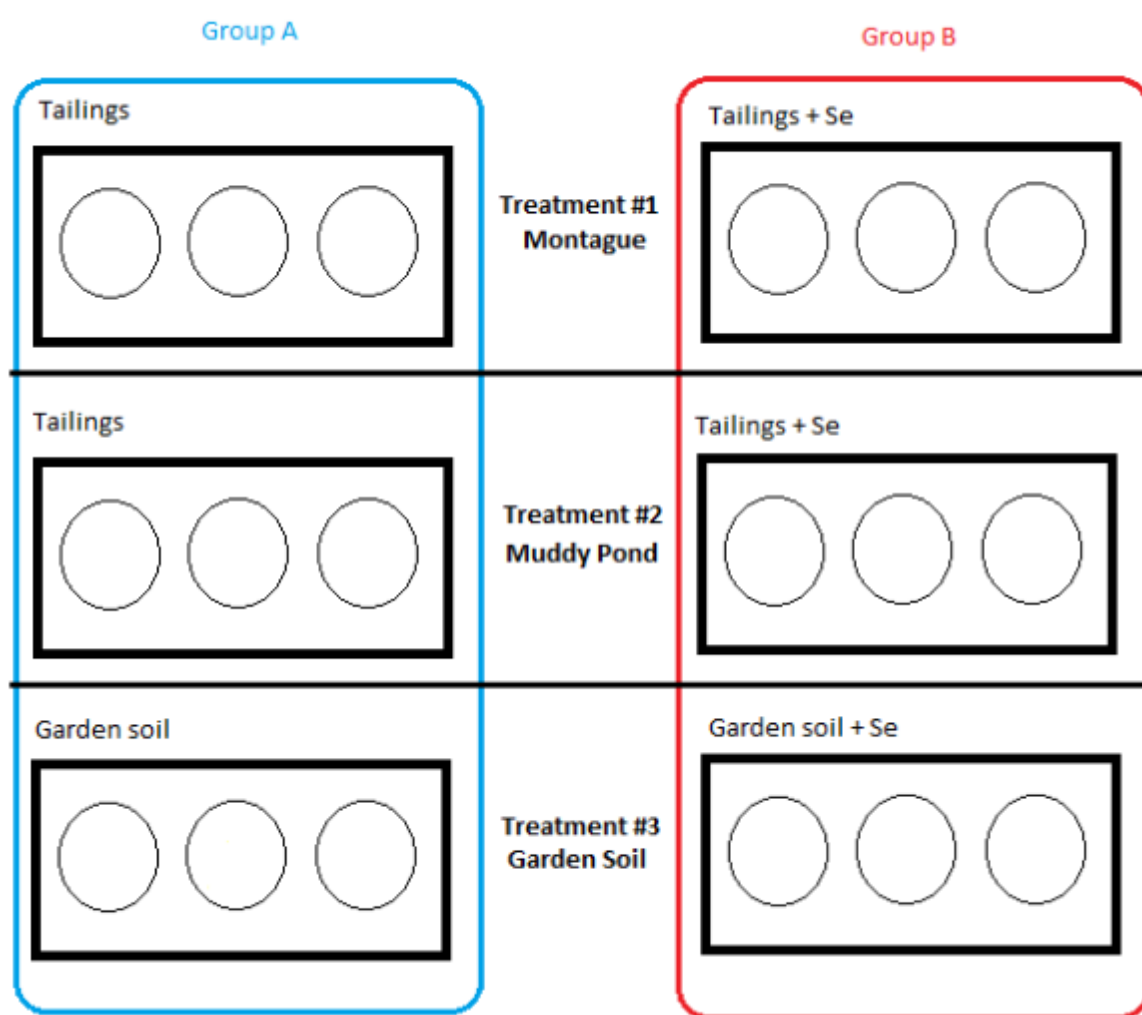 Group A
Group B
Tailings
Tailings + Se
Treatment #1
Montague
Tailings
Tailings + Se
Treatment #2
Muddy Pond
Garden soil
Garden soil + Se
Treatment #3
Garden Soil